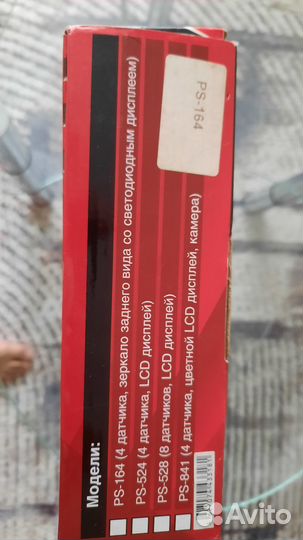 PS-164
Модели:
PS-164 (4 датчика, зеркало заднего вида со светодиодным дисплеем)
PS-524 (4 датчика, LCD дисплей)
PS-528 (8 датчиков, LCD дисплей)
PS-841 (4 датчика, цветной LCD дисплей, камера)
Avito